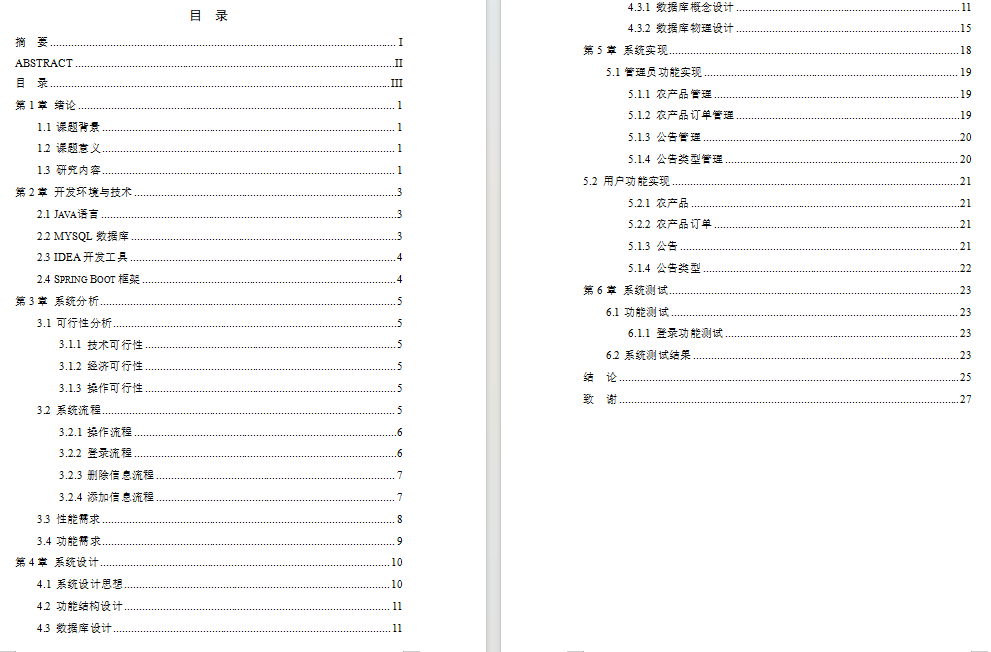 目 录
摘 要 I
ABSTRACT II
目 录 III
第 1 章 绪论 1
1.1 课题背景 1
1.2 课题意义 1
1.3 研究内容 1
第 2 章 开发环境与技术 3
2.1 JAVA语言 3
2.2 MYSQL 数据库 3
2.3 IDEA 开发工具 4
2.4 SPRING BOOT 框架 4
第 3 章 系统分析 5
3.1 可行性分析 5
3.1.1 技术可行性 5
3.1.2 经济可行性 5
3.1.3 操作可行性 5
3.2 系统流程 5
3.2.1 操作流程 6
3.2.2 登录流程 6
3.2.3 删除信息流程 7
3.2.4 添加信息流程 7
3.3 性能需求 8
3.4 功能需求 9
第 4 章 系统设计 10
4.1 系统设计思想 10
4.2 功能结构设计 11
4.3 数据库设计 11
4.3.1 数据库概念设计 11
4.3.2 数据库物理设计 15
第 5 章 系统实现 18
5.1 管理员功能实现 19
5.1.1 农产品管理 19
5.1.2 农产品订单管理 19
5.1.3 公告管理 20
5.1.4 公告类型管理 20
5.2 用户功能实现 21
5.2.1 农产品 21
5.2.2 农产品订单 21
5.1.3 公告 21
5.1.4 公告类型 22
第 6 章 系统测试 23
6.1 功能测试 23
6.1.1 登录功能测试 23
6.2 系统测试结果 23
结 论 25
致 谢 27